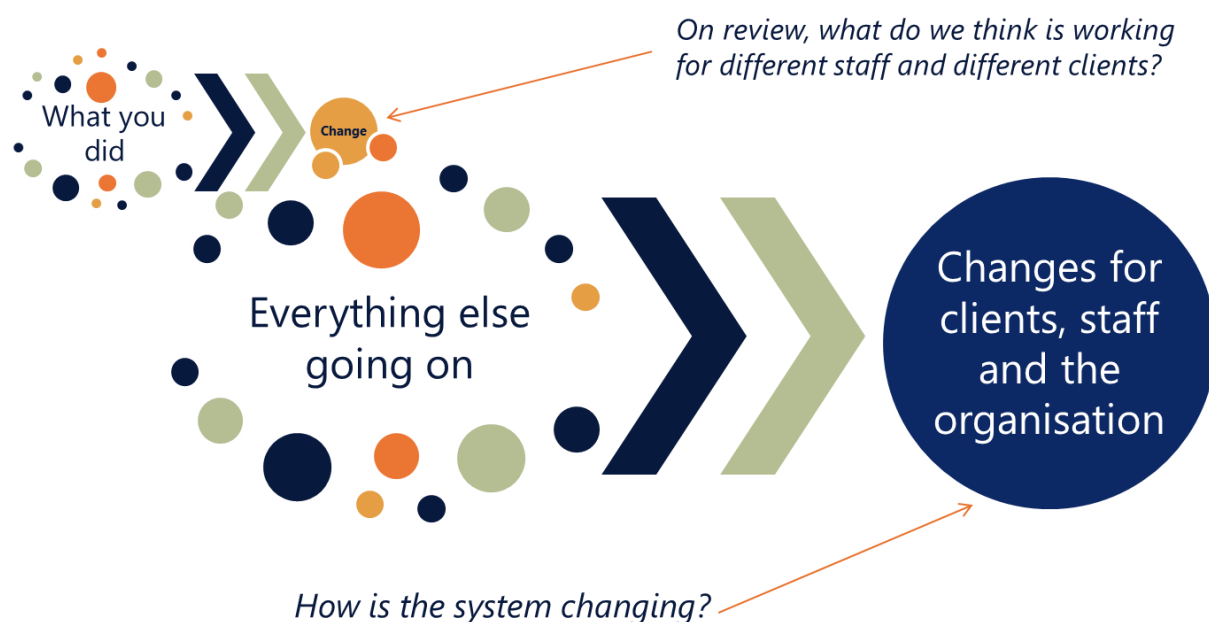 On review, what do we think is working
for different staff and different clients?
What you
did
Change
Everything else
going on
Changes for
clients, staff
and the
organisation
How is the system changing?